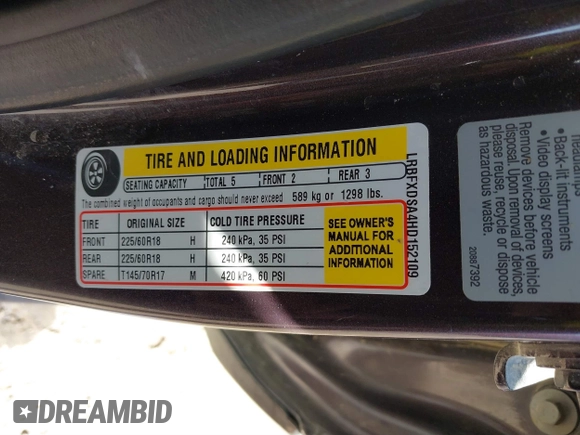 TIRE AND LOADING INFORMATION
SEATING CAPACITY TOTAL 5 FRONT 2 REAR 3
The combined weight of occupants and cargo should never exceed 589 kg or 1298 lbs.
TIRE ORIGINAL SIZE COLD TIRE PRESSURE
FRONT 225/60R18 H 240 kPa, 35 PSI
REAR 225/60R18 H 240 kPa, 35 PSI
SPARE T145/70R17 M 420 kPa, 60 PSI
SEE OWNER'S
MANUAL FOR
ADDITIONAL
INFORMATION
LRBFXDSA4HD152109
• Back-lit instruments
• Video display screens
Remove devices before vehicle
disposal. Upon removal of devices,
please reuse, recycle or dispose
as hazardous waste.
20887392
DREAMBID